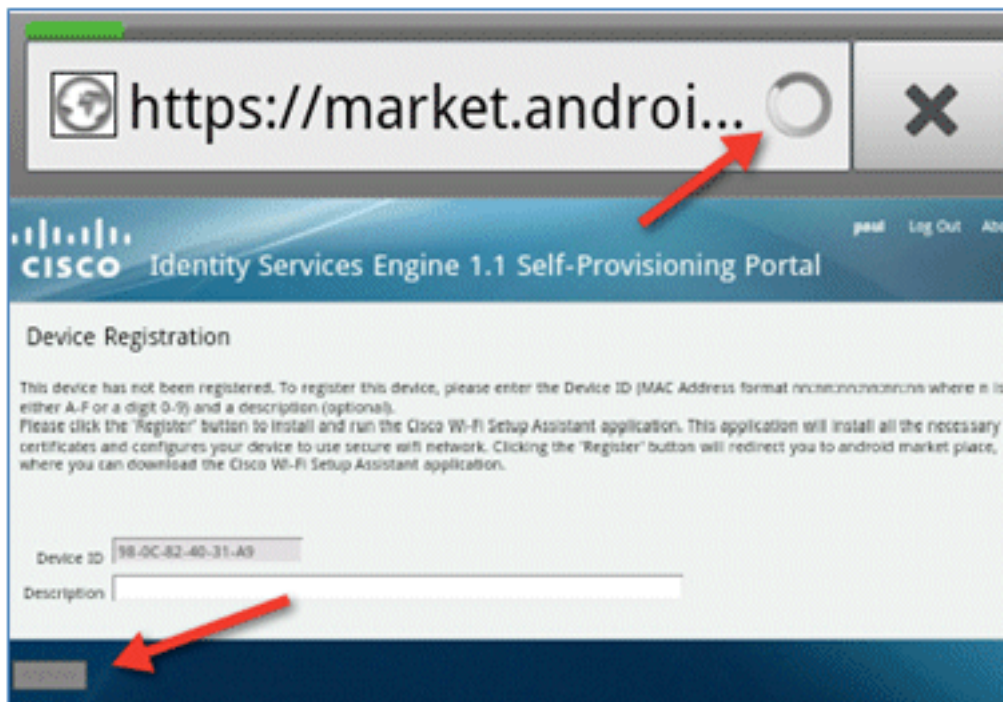 https://market.androi...
paul Log Out Abo
CISCO Identity Services Engine 1.1 Self-Provisioning Portal
Device Registration
This device has not been registered. To register this device, please enter the Device ID (MAC Address format nn:nn:nn:nn:nn:nn where n is
either A-F or a digit 0-9) and a description (optional).
Please click the 'Register' button to install and run the Cisco Wi-Fi Setup Assistant application. This application will install all the necessary
certificates and configures your device to use secure wifi network. Clicking the 'Register' button will redirect you to android market place,
where you can download the Cisco Wi-Fi Setup Assistant application.
Device ID 98-0C-82-40-31-A9
Description